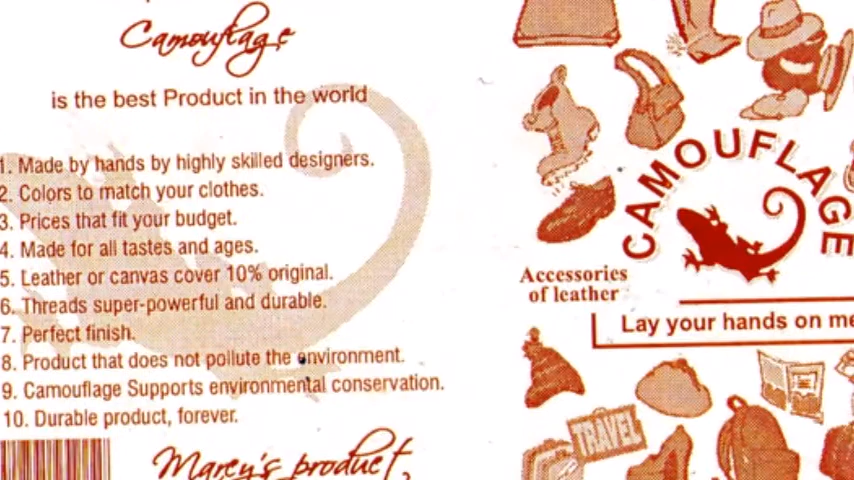 Camouflage
is the best Product in the world
1. Made by hands by highly skilled designers.
2. Colors to match your clothes.
3. Prices that fit your budget.
4. Made for all tastes and ages.
5. Leather or canvas cover 10% original.
6. Threads super-powerful and durable.
7. Perfect finish.
8. Product that does not pollute the environment.
9. Camouflage Supports environmental conservation.
10. Durable product, forever.
Marcy's product,
CAMOUFLAGE
Accessories
of leather
Lay your hands on me
TRAVEL